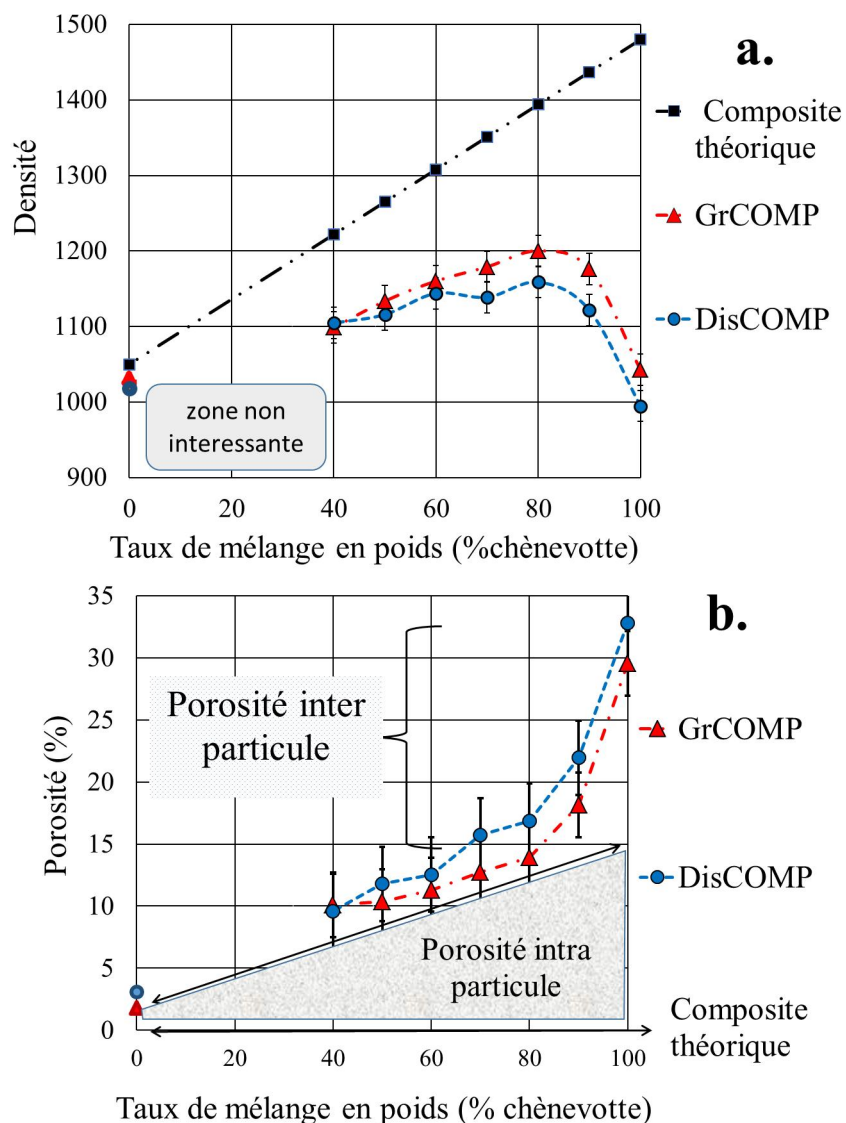 a.
Densité
1500
1400
1300
1200
1100
1000
900
0
20
40
60
80
100
Taux de mélange en poids (%chènevotte)
zone non
interessante
Composite
théorique
GrCOMP
DisCOMP
b.
Porosité (%)
35
30
25
20
15
10
5
0
0
20
40
60
80
100
Taux de mélange en poids (% chènevotte)
Porosité inter
particule
Porosité intra
particule
GrCOMP
DisCOMP
Composite
théorique